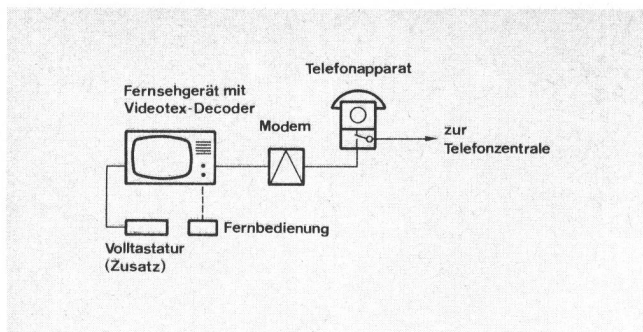 Telefonapparat
Fernsehgerät mit
Videotex-Decoder
Modem
zur
Telefonzentrale
Fernbedienung
Volltastatur
(Zusatz)